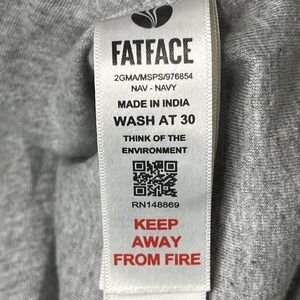 FATFACE
2GMA/MSPS/976854
NAV - NAVY
MADE IN INDIA
WASH AT 30
THINK OF THE
ENVIRONMENT
RN148869
KEEP
AWAY
FROM FIRE